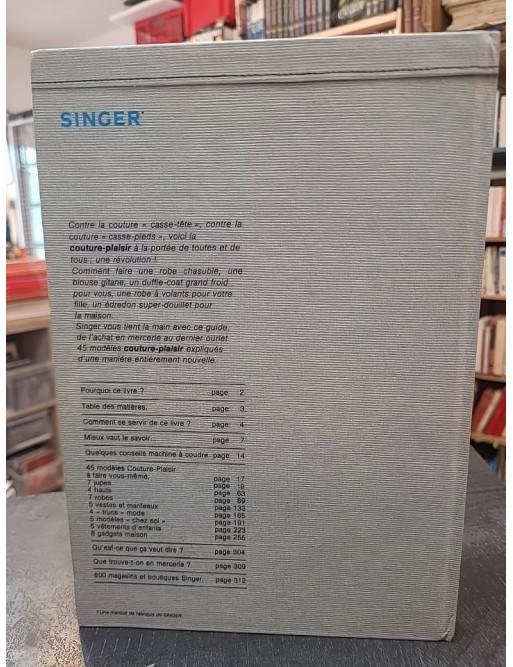 SINGER*
Contre la couture « casse-tête », contre la
couture « casse-pieds », voici la
couture-plaisir à la portée de toutes et de
tous : une révolution !
Comment faire une robe chasuble, une
blouse gitane, un duffle-coat grand froid
pour vous, une robe à volants pour votre
fille, un édredon super-douillet pour
la maison.
Singer vous tient la main avec ce guide,
de l'achat en mercerie au dernier ourlet.
45 modèles couture-plaisir expliqués
d'une manière entièrement nouvelle.
Pourquoi ce livre ? page 2
Table des matières. page 3
Comment se servir de ce livre ? page 4
Mieux vaut le savoir... page 7
Quelques conseils machine à coudre. page 14
45 modèles Couture-Plaisir
à faire vous-même. page 17
7 jupes page 19
4 hauts page 63
7 robes page 89
5 vestes et manteaux page 133
4 « trucs » mode page 165
5 modèles « chez soi » page 191
5 vêtements d'enfants page 223
8 gadgets maison page 255
Qu'est-ce que ça veut dire ? page 304
Que trouve-t-on en mercerie ? page 309
600 magasins et boutiques Singer. page 312
*Une marque de fabrique de SINGER